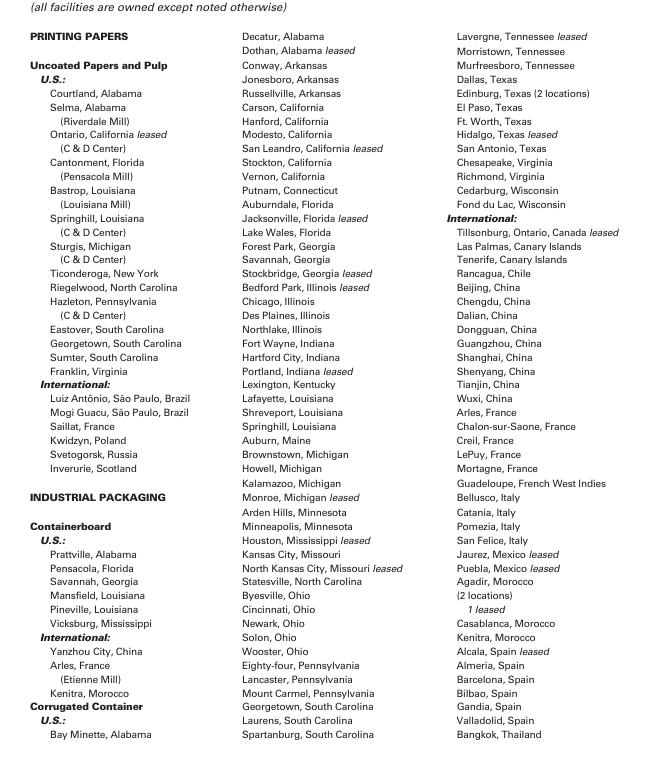 (all facilities are owned except noted otherwise)
PRINTING PAPERS
Uncoated Papers and Pulp
U.S.:
Courtland, Alabama
Selma, Alabama
(Riverdale Mill)
Ontario, California leased
(C & D Center)
Cantonment, Florida
(Pensacola Mill)
Bastrop, Louisiana
(Louisiana Mill)
Springhill, Louisiana
(C & D Center)
Sturgis, Michigan
(C & D Center)
Ticonderoga, New York
Riegelwood, North Carolina
Hazleton, Pennsylvania
(C & D Center)
Eastover, South Carolina
Georgetown, South Carolina
Sumter, South Carolina
Franklin, Virginia
International:
Luiz Antônio, São Paulo, Brazil
Mogi Guacu, São Paulo, Brazil
Saillat, France
Kwidzyn, Poland
Svetogorsk, Russia
Inverurie, Scotland
INDUSTRIAL PACKAGING
Containerboard
U.S.:
Prattville, Alabama
Pensacola, Florida
Savannah, Georgia
Mansfield, Louisiana
Pineville, Louisiana
Vicksburg, Mississippi
International:
Yanzhou City, China
Arles, France
(Etienne Mill)
Kenitra, Morocco
Corrugated Container
U.S.:
Bay Minette, Alabama
Decatur, Alabama
Dothan, Alabama leased
Conway, Arkansas
Jonesboro, Arkansas
Russellville, Arkansas
Carson, California
Hanford, California
Modesto, California
San Leandro, California leased
Stockton, California
Vernon, California
Putnam, Connecticut
Auburndale, Florida
Jacksonville, Florida leased
Lake Wales, Florida
Forest Park, Georgia
Savannah, Georgia
Stockbridge, Georgia leased
Bedford Park, Illinois leased
Chicago, Illinois
Des Plaines, Illinois
Northlake, Illinois
Fort Wayne, Indiana
Hartford City, Indiana
Portland, Indiana leased
Lexington, Kentucky
Lafayette, Louisiana
Shreveport, Louisiana
Springhill, Louisiana
Auburn, Maine
Brownstown, Michigan
Howell, Michigan
Kalamazoo, Michigan
Monroe, Michigan leased
Arden Hills, Minnesota
Minneapolis, Minnesota
Houston, Mississippi leased
Kansas City, Missouri
North Kansas City, Missouri leased
Statesville, North Carolina
Byesville, Ohio
Cincinnati, Ohio
Newark, Ohio
Solon, Ohio
Wooster, Ohio
Eighty-four, Pennsylvania
Lancaster, Pennsylvania
Mount Carmel, Pennsylvania
Georgetown, South Carolina
Laurens, South Carolina
Spartanburg, South Carolina
Lavergne, Tennessee leased
Morristown, Tennessee
Murfreesboro, Tennessee
Dallas, Texas
Edinburg, Texas (2 locations)
El Paso, Texas
Ft. Worth, Texas
Hidalgo, Texas leased
San Antonio, Texas
Chesapeake, Virginia
Richmond, Virginia
Cedarburg, Wisconsin
Fond du Lac, Wisconsin
International:
Tillsonburg, Ontario, Canada leased
Las Palmas, Canary Islands
Tenerife, Canary Islands
Rancagua, Chile
Beijing, China
Chengdu, China
Dalian, China
Dongguan, China
Guangzhou, China
Shanghai, China
Shenyang, China
Tianjin, China
Wuxi, China
Arles, France
Chalon-sur-Saone, France
Creil, France
LePuy, France
Mortagne, France
Guadeloupe, French West Indies
Bellusco, Italy
Catania, Italy
Pomezia, Italy
San Felice, Italy
Jaurez, Mexico leased
Puebla, Mexico leased
Agadir, Morocco
(2 locations)
1 leased
Casablanca, Morocco
Kenitra, Morocco
Alcala, Spain leased
Almeria, Spain
Barcelona, Spain
Bilbao, Spain
Gandia, Spain
Valladolid, Spain
Bangkok, Thailand